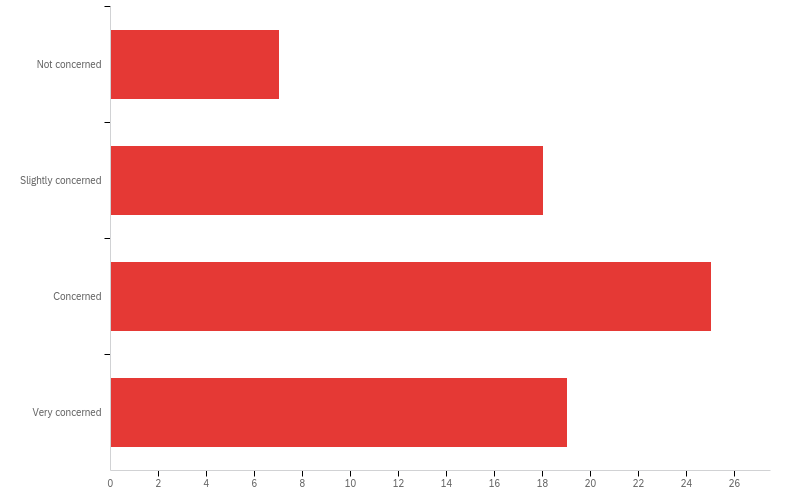 Not concerned
Slightly concerned
Concerned
Very concerned
0 2 4 6 8 10 12 14 16 18 20 22 24 26